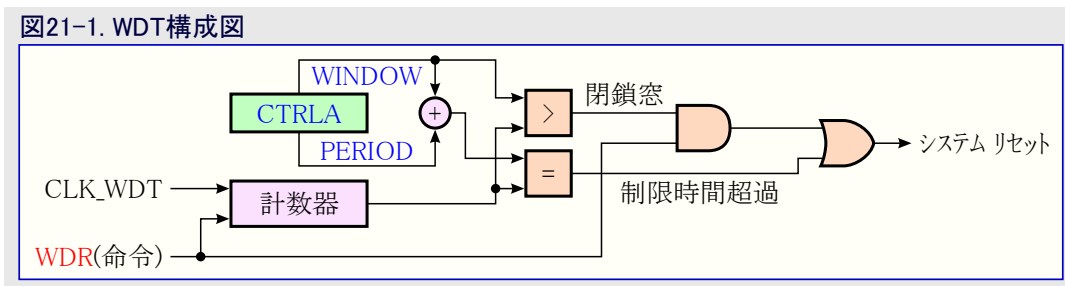 図21-1. WDT構成図
WINDOW
CTRLA
+
PERIOD
>
閉鎖窓
=
制限時間超過
システム リセット
CLK_WDT
計数器
WDR(命令)